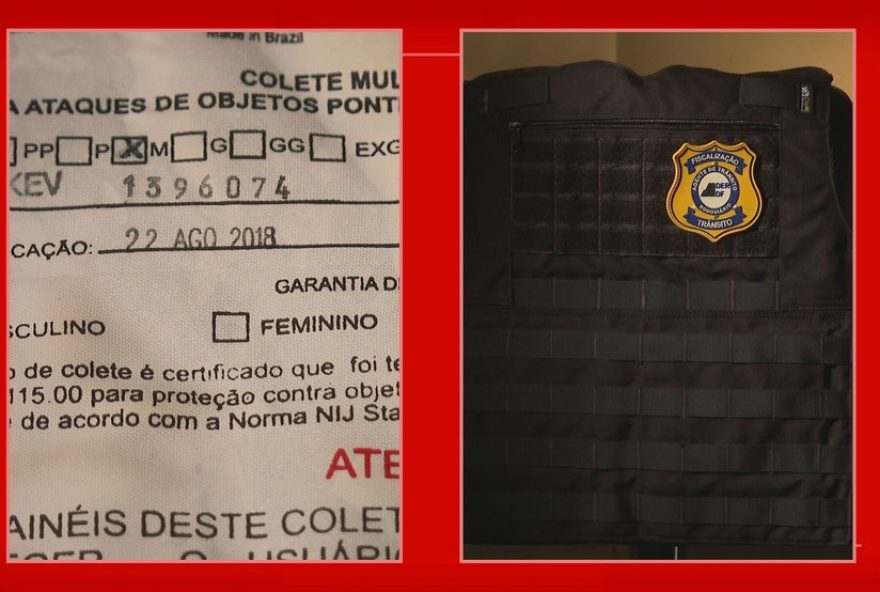 made in Brazil
COLETE MUL
A ATAQUES DE OBJETOS PONT
PP P X M G GG EXG
KEV 1396074
CAÇÃO: 22 AGO 2018
GARANTIA D
SCULINO FEMININO
de colete é certificado que foi te
115.00 para proteção contra objet
de acordo com a Norma NIJ Sta
ATE
AINÉIS DESTE COLET
O USUÁRI
FISCALIZAÇÃO
AGENTE DE TRÂNSITO
DER
DF
RODOVIÁRIO
TRÂNSITO